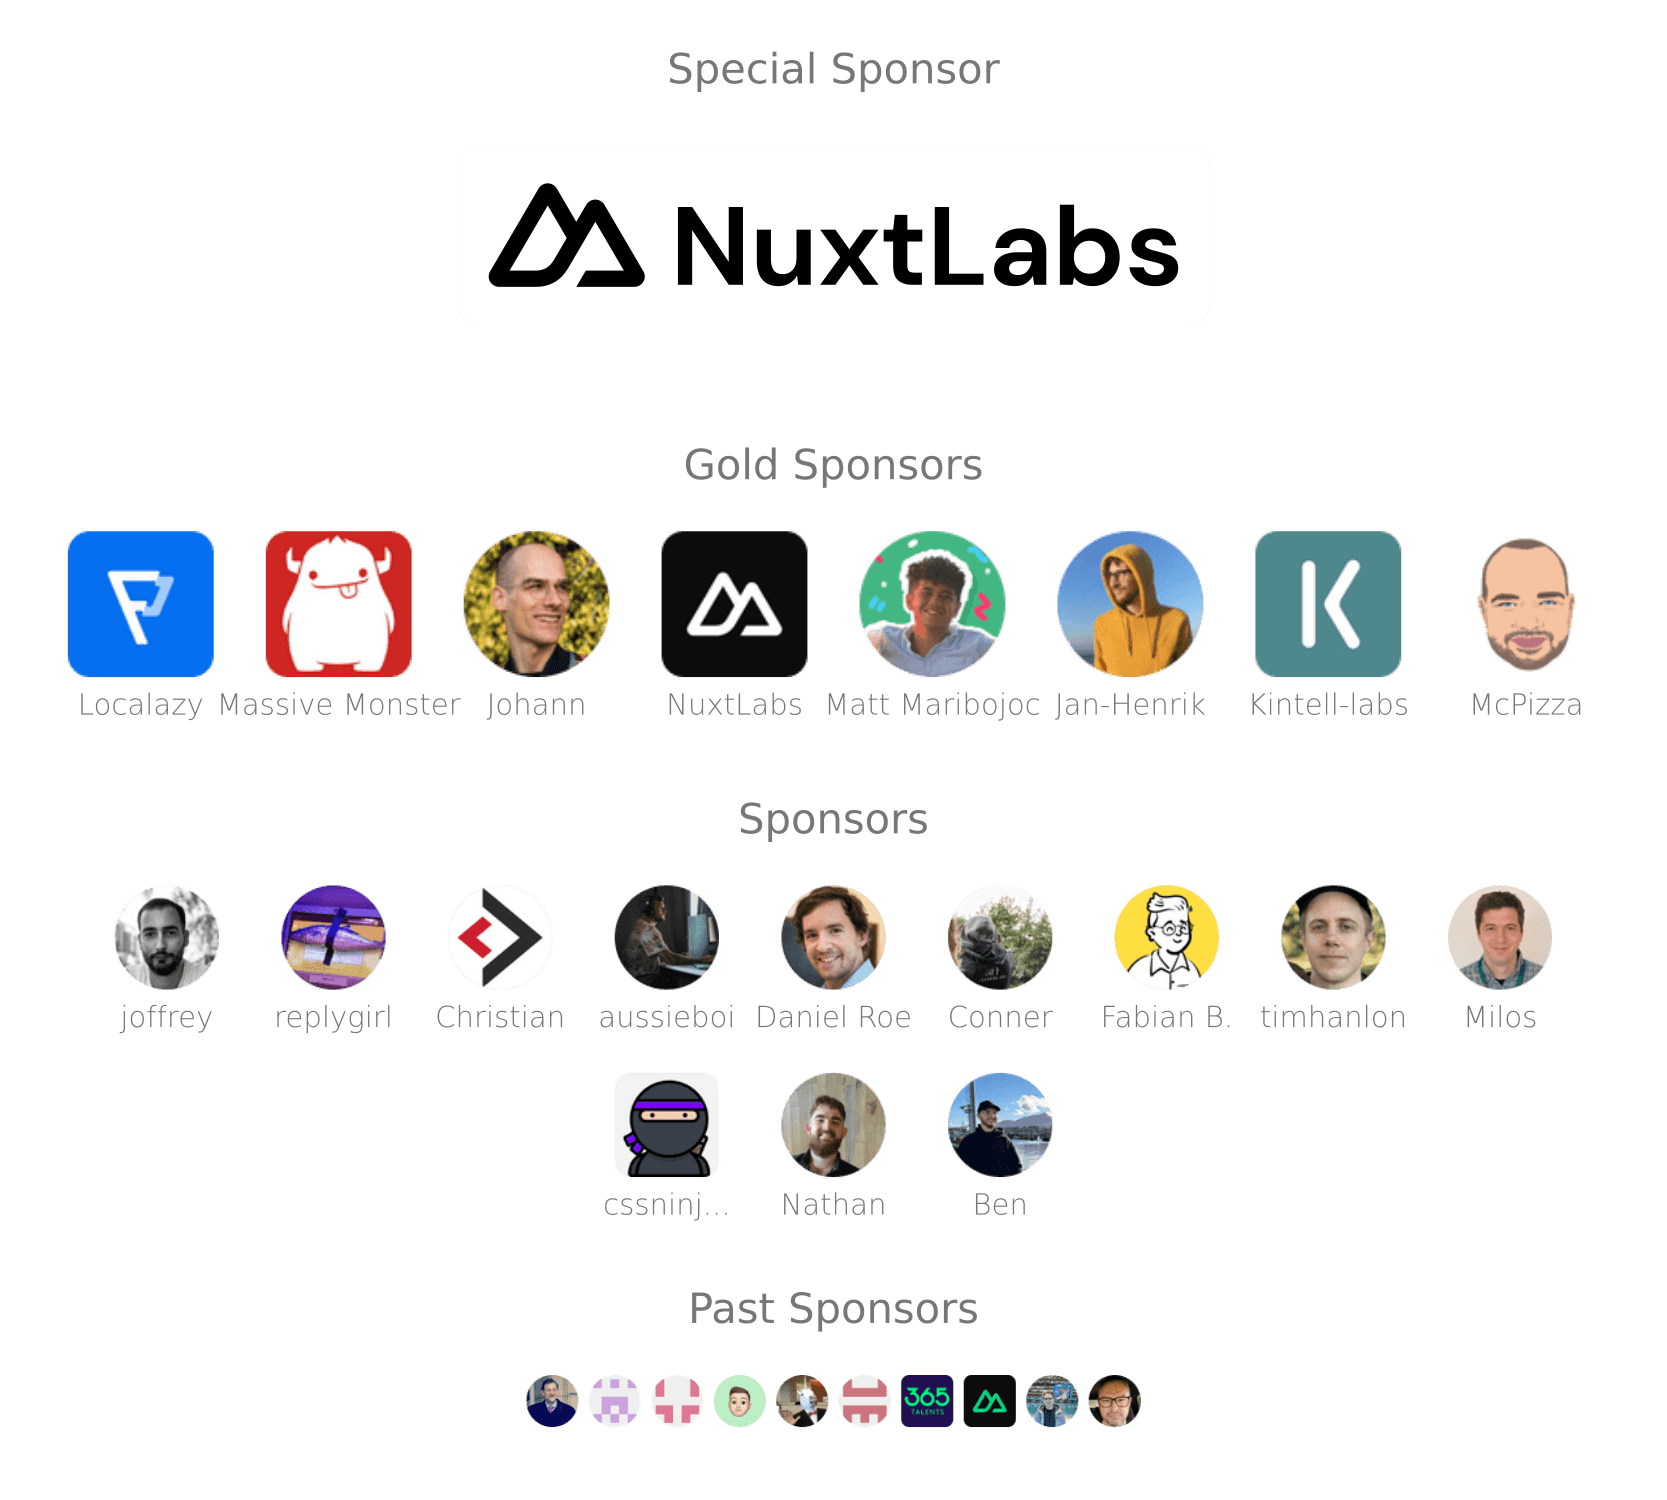 Special Sponsor
NuxtLabs
Gold Sponsors
Localazy Massive Monster Johann NuxtLabs Matt Maribojoc Jan-Henrik Kintell-labs McPizza
Sponsors
joffrey replygirl Christian aussieboi Daniel Roe Conner Fabian B. timhanlon Milos
cssninj... Nathan Ben
Past Sponsors
365
TALENTS